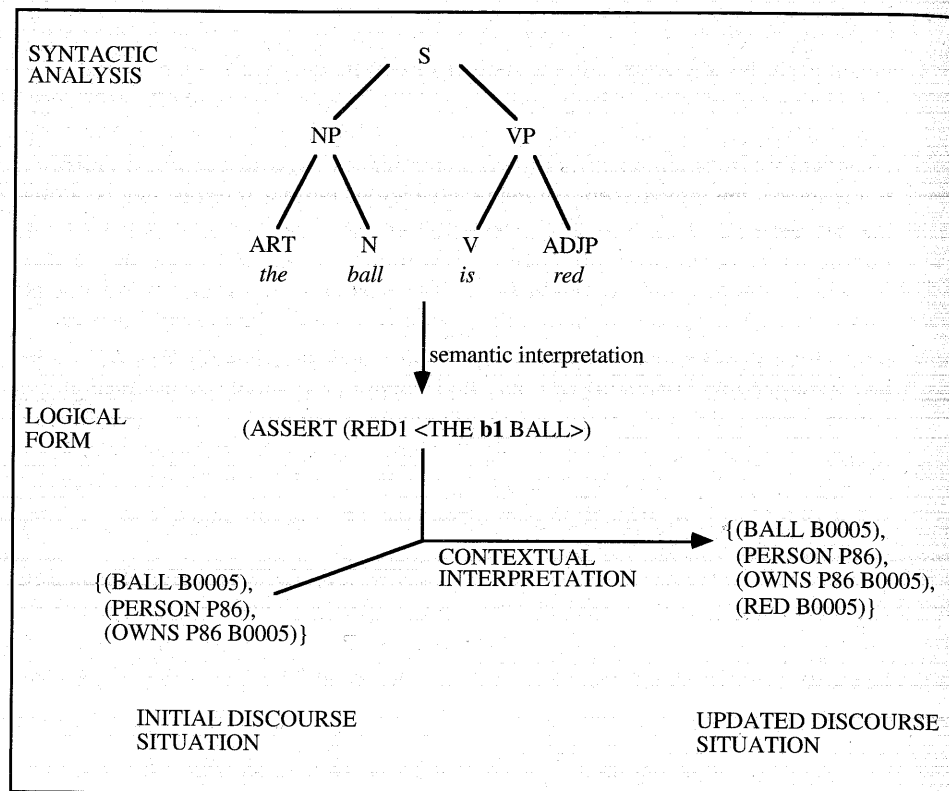 SYNTACTIC
ANALYSIS
S
NP VP
ART N V ADJP
the ball is red
semantic interpretation
LOGICAL
FORM
(ASSERT (RED1 <THE b1 BALL>)
{(BALL B0005),
(PERSON P86),
(OWNS P86 B0005)}
CONTEXTUAL
INTERPRETATION
{(BALL B0005),
(PERSON P86),
(OWNS P86 B0005),
(RED B0005)}
INITIAL DISCOURSE
SITUATION
UPDATED DISCOURSE
SITUATION